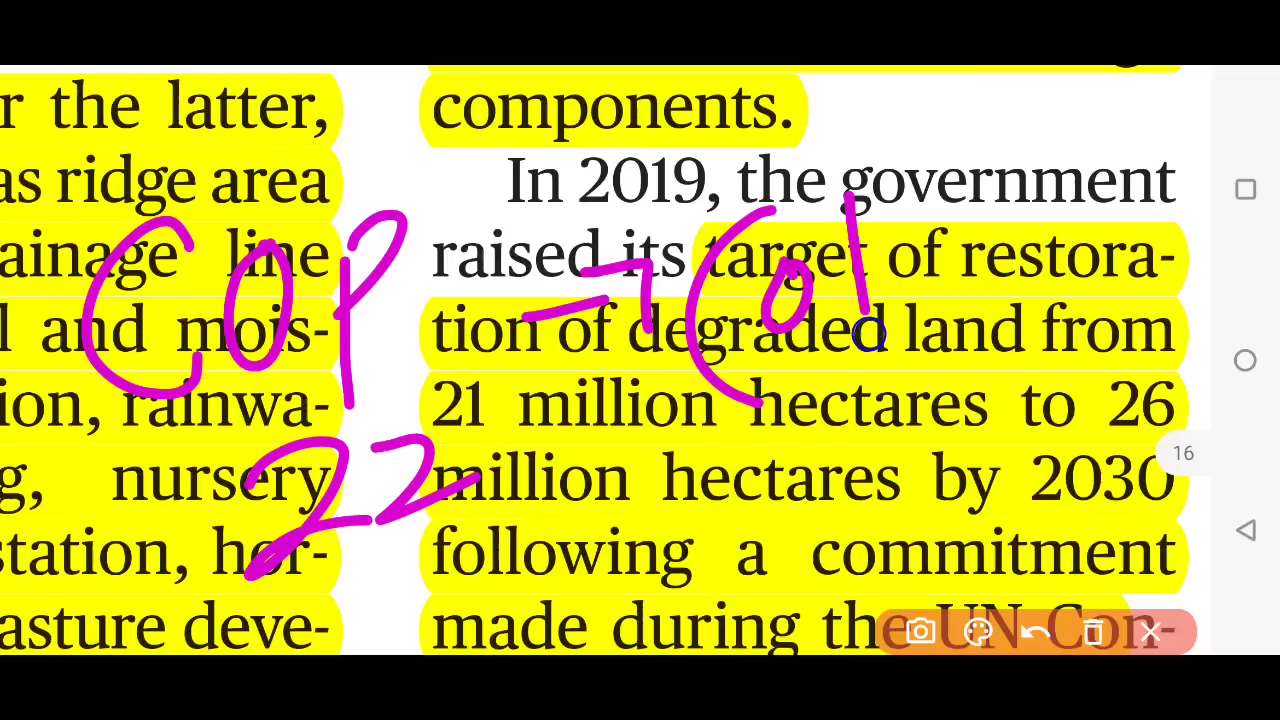 r the latter,
as ridge area
ainage line
l and mois-
ion, rainwa-
g, nursery
station, hor-
asture deve-
components.
In 2019, the government
raised its target of restora-
tion of degraded land from
21 million hectares to 26
million hectares by 2030
following a commitment
made during the UN Con-
COP
22
16